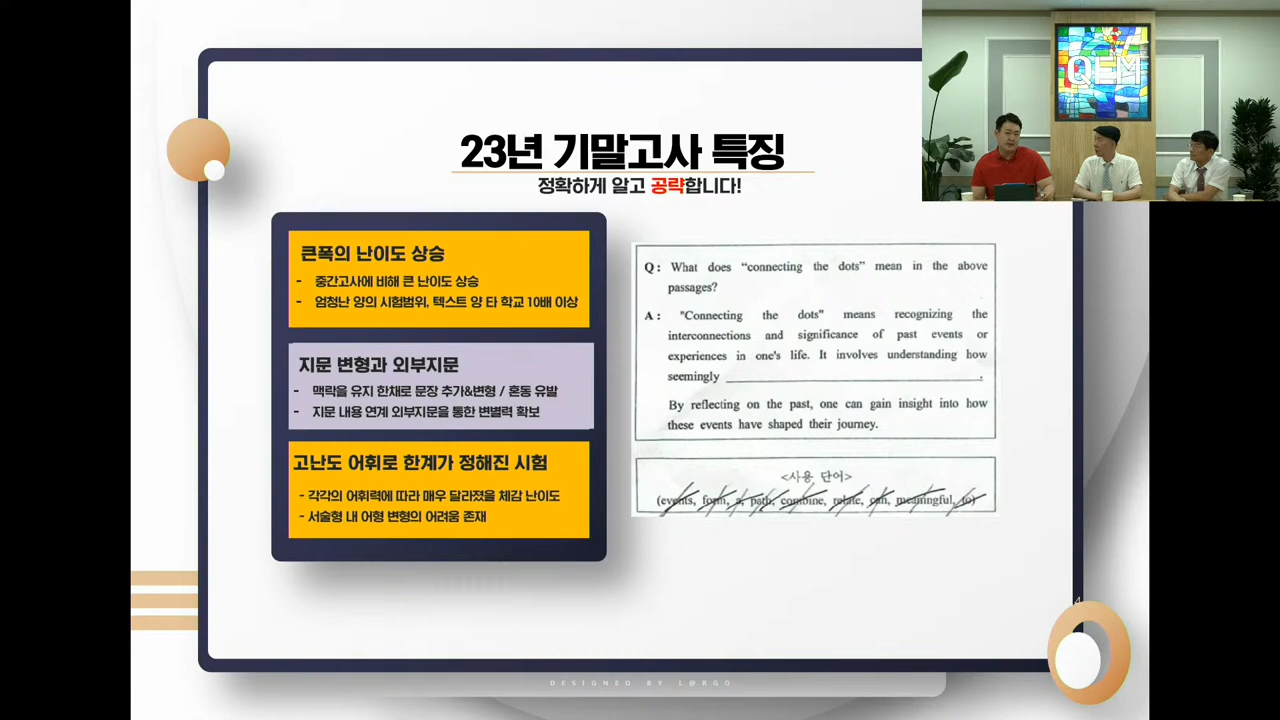 QEM
23년 기말고사 특징
정확하게 알고 공략합니다!
큰폭의 난이도 상승
- 중간고사에 비해 큰 난이도 상승
- 엄청난 양의 시험범위, 텍스트 양 타 학교 10배 이상
지문 변형과 외부지문
- 맥락을 유지 한채로 문장 추가&변형 / 혼동 유발
- 지문 내용 연계 외부지문을 통한 변별력 확보
고난도 어휘로 한계가 정해진 시험
- 각각의 어휘력에 따라 매우 달라졌을 체감 난이도
- 서술형 내 어형 변형의 어려움 존재
Q: What does “connecting the dots” mean in the above
passages?
A: "Connecting the dots" means recognizing the
interconnections and significance of past events or
experiences in one's life. It involves understanding how
seemingly ______________________.
By reflecting on the past, one can gain insight into how
these events have shaped their journey.
<사용 단어>
(events, form, a, path, combine, relate, can, meaningful, to)
4
DESIGNED BY L@RGO